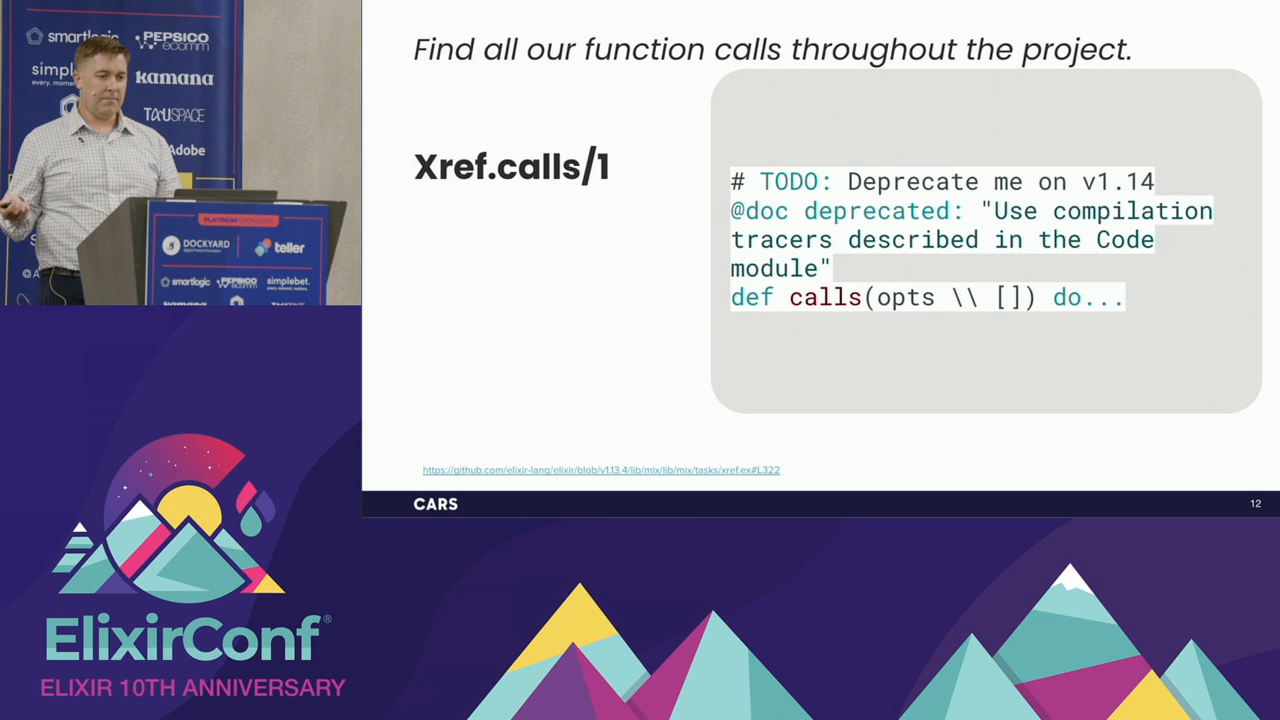 smartlogic
PEPSICO
ecomm
kamana
TAUSPACE
Adobe
PLATINUM SPONSORS
DOCKYARD
teller
smartlogic
PEPSICO
ecomm
simplebet.
Find all our function calls throughout the project.
Xref.calls/1
# TODO: Deprecate me on v1.14
@doc deprecated: "Use compilation
tracers described in the Code
module"
def calls(opts \\ []) do...
https://github.com/elixir-lang/elixir/blob/v1.13.4/lib/mix/lib/mix/tasks/xref.ex#L322
CARS
12
ElixirConf®
ELIXIR 10TH ANNIVERSARY